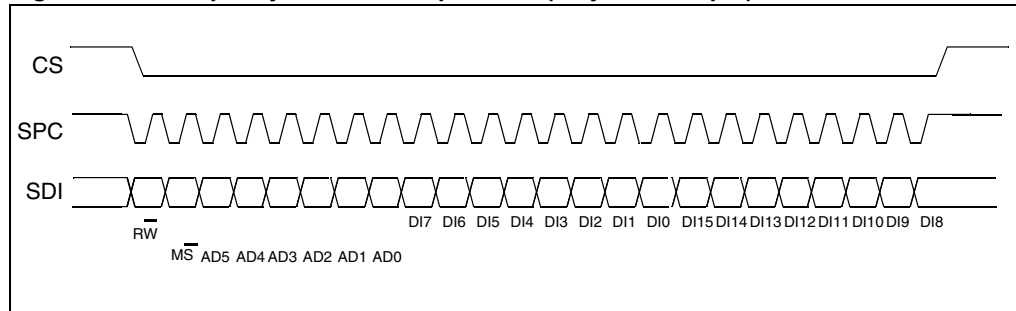 CS
SPC
SDI
DI7 DI6 DI5 DI4 DI3 DI2 DI1 DI0 DI15 DI14 DI13 DI12 DI11 DI10 DI9 DI8
RW
MS AD5 AD4 AD3 AD2 AD1 AD0